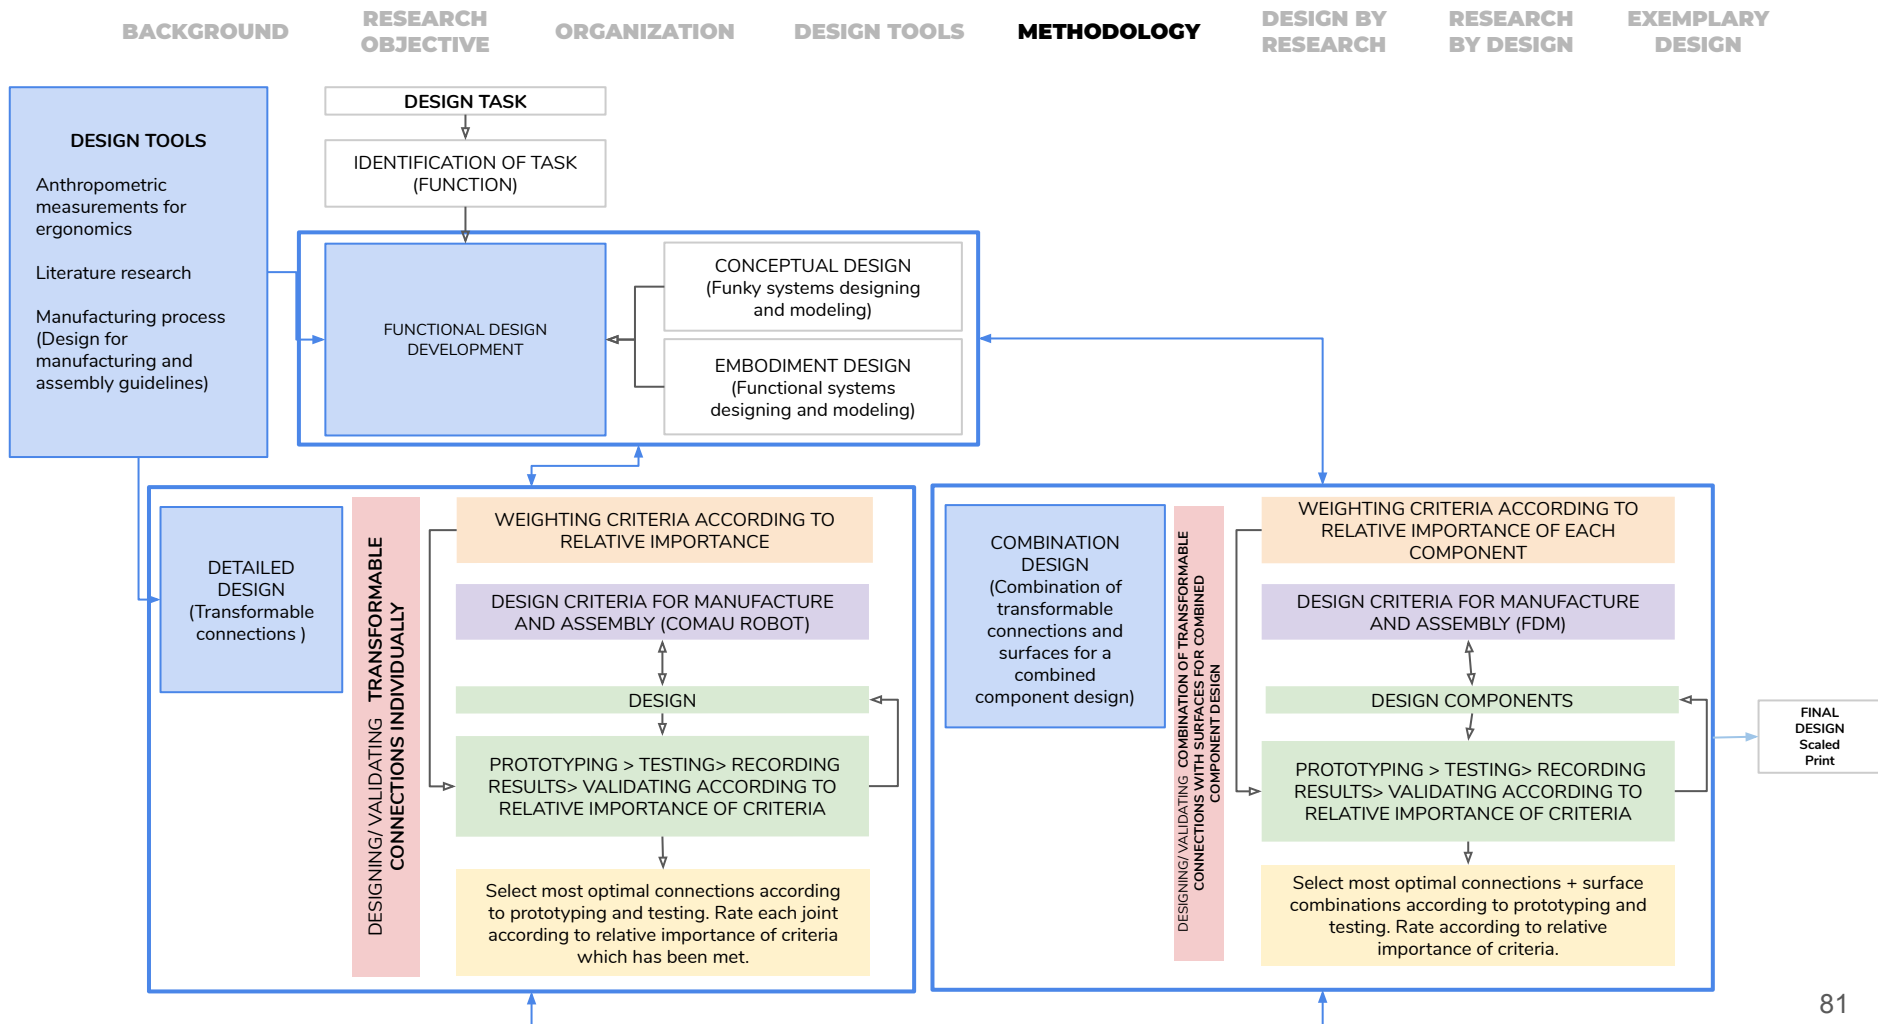 BACKGROUND
RESEARCH
OBJECTIVE
ORGANIZATION
DESIGN TOOLS
METHODOLOGY
DESIGN BY
RESEARCH
RESEARCH
BY DESIGN
EXEMPLARY
DESIGN
DESIGN TOOLS
Anthropometric
measurements for
ergonomics
Literature research
Manufacturing process
(Design for
manufacturing and
assembly guidelines)
DESIGN TASK
IDENTIFICATION OF TASK
(FUNCTION)
FUNCTIONAL DESIGN
DEVELOPMENT
CONCEPTUAL DESIGN
(Funky systems designing
and modeling)
EMBODIMENT DESIGN
(Functional systems
designing and modeling)
DETAILED
DESIGN
(Transformable
connections )
DESIGNING/ VALIDATING TRANSFORMABLE
CONNECTIONS INDIVIDUALLY
WEIGHTING CRITERIA ACCORDING TO
RELATIVE IMPORTANCE
DESIGN CRITERIA FOR MANUFACTURE
AND ASSEMBLY (COMAU ROBOT)
DESIGN
PROTOTYPING > TESTING> RECORDING
RESULTS> VALIDATING ACCORDING TO
RELATIVE IMPORTANCE OF CRITERIA
Select most optimal connections according
to prototyping and testing. Rate each joint
according to relative importance of criteria
which has been met.
COMBINATION
DESIGN
(Combination of
transformable
connections and
surfaces for a
combined
component design)
DESIGNING/ VALIDATING COMBINATION OF TRANSFORMABLE
CONNECTIONS WITH SURFACES FOR COMBINED
COMPONENT DESIGN
WEIGHTING CRITERIA ACCORDING TO
RELATIVE IMPORTANCE OF EACH
COMPONENT
DESIGN CRITERIA FOR MANUFACTURE
AND ASSEMBLY (FDM)
DESIGN COMPONENTS
PROTOTYPING > TESTING> RECORDING
RESULTS> VALIDATING ACCORDING TO
RELATIVE IMPORTANCE OF CRITERIA
Select most optimal connections + surface
combinations according to prototyping and
testing. Rate according to relative
importance of criteria.
FINAL
DESIGN
Scaled
Print
81